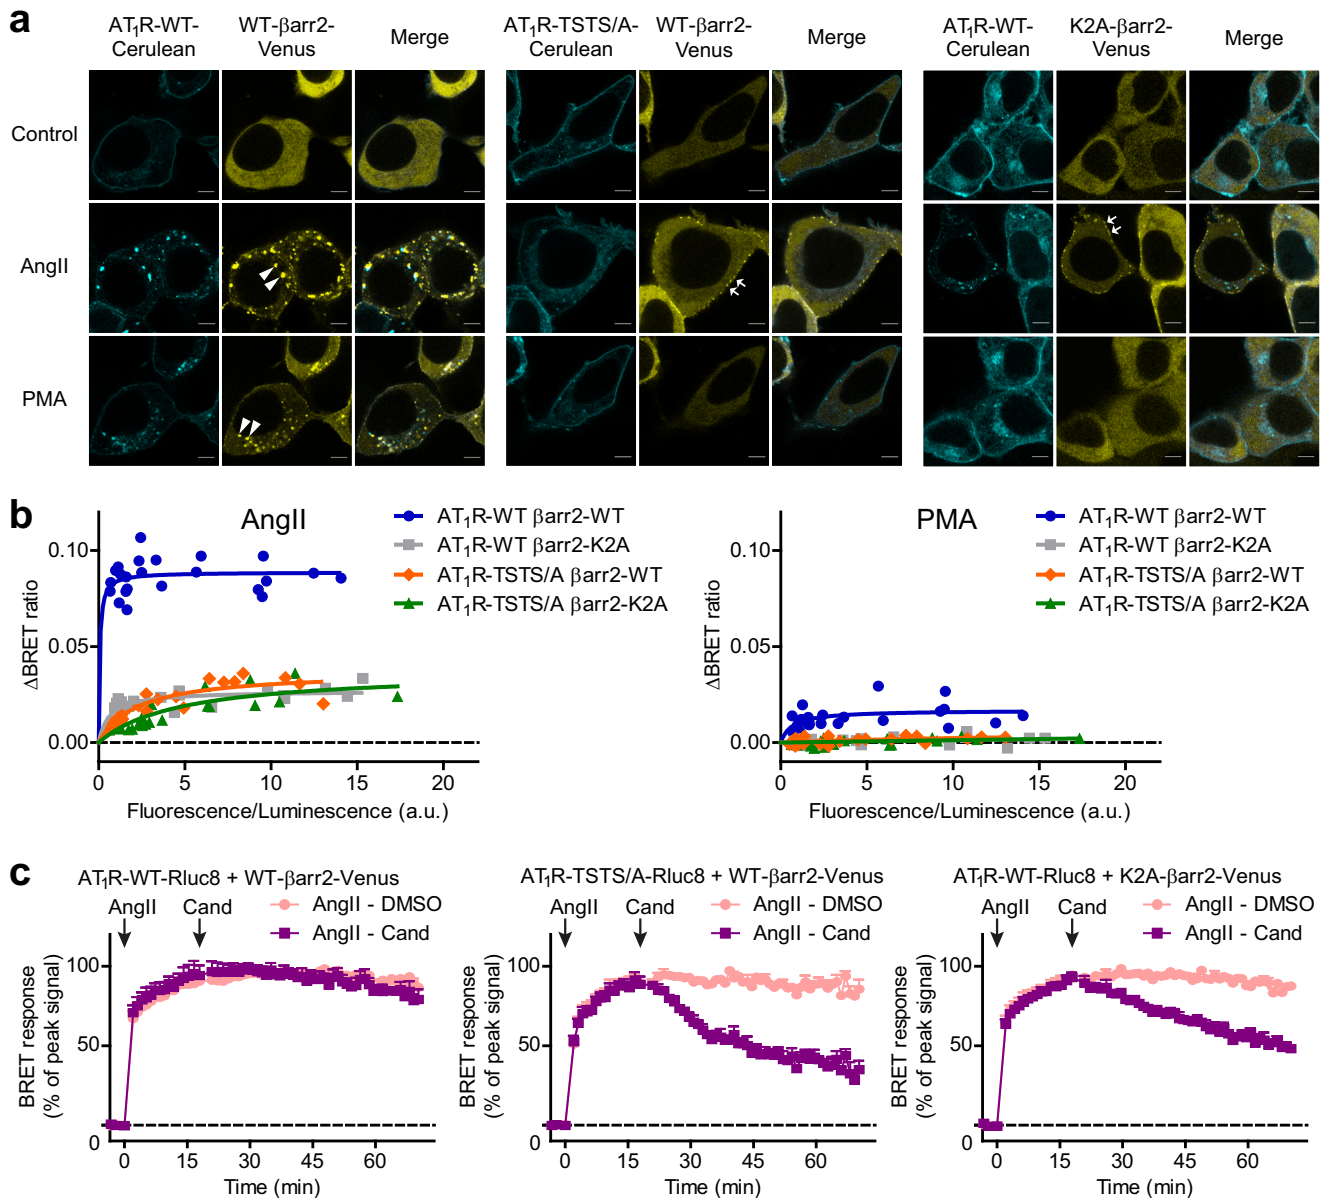 a
AT1R-WT-Cerulean
WT-βarr2-Venus
Merge
AT1R-TSTS/A-Cerulean
WT-βarr2-Venus
Merge
AT1R-WT-Cerulean
K2A-βarr2-Venus
Merge
Control
AngII
PMA
b
AngII
AT1R-WT βarr2-WT
AT1R-WT βarr2-K2A
AT1R-TSTS/A βarr2-WT
AT1R-TSTS/A βarr2-K2A
ΔBRET ratio
0.10
0.05
0.00
0 5 10 15 20
Fluorescence/Luminescence (a.u.)
PMA
AT1R-WT βarr2-WT
AT1R-WT βarr2-K2A
AT1R-TSTS/A βarr2-WT
AT1R-TSTS/A βarr2-K2A
ΔBRET ratio
0.10
0.05
0.00
0 5 10 15 20
Fluorescence/Luminescence (a.u.)
c
AT1R-WT-Rluc8 + WT-βarr2-Venus
AngII Cand
AngII - DMSO
AngII - Cand
BRET response
(% of peak signal)
100
50
0
0 15 30 45 60
Time (min)
AT1R-TSTS/A-Rluc8 + WT-βarr2-Venus
AngII Cand
AngII - DMSO
AngII - Cand
BRET response
(% of peak signal)
100
50
0
0 15 30 45 60
Time (min)
AT1R-WT-Rluc8 + K2A-βarr2-Venus
AngII Cand
AngII - DMSO
AngII - Cand
BRET response
(% of peak signal)
100
50
0
0 15 30 45 60
Time (min)